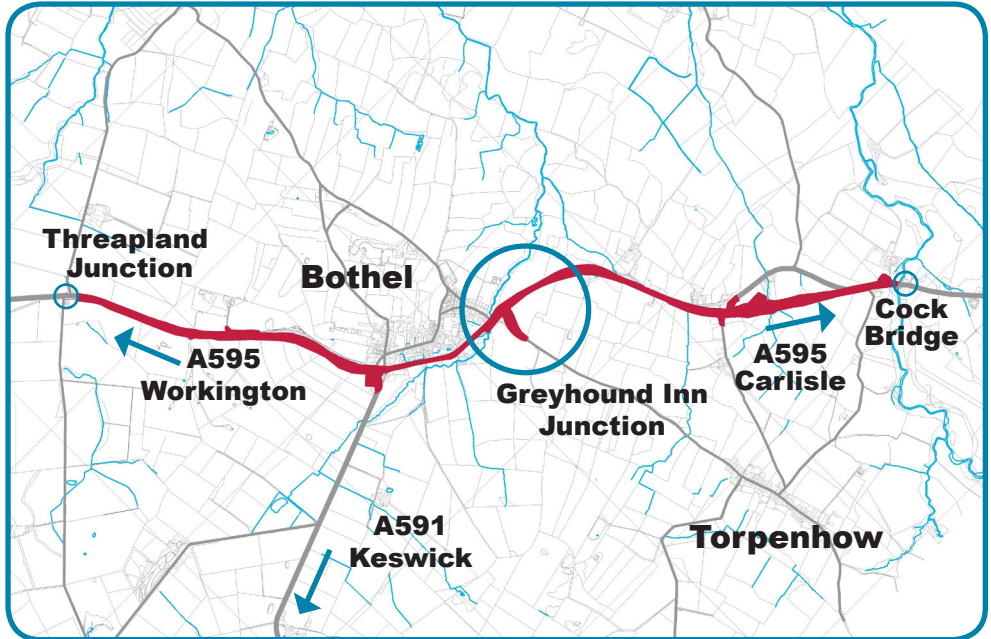 Threapland
Junction
Bothel
A595
Workington
Greyhound Inn
Junction
A595
Carlisle
Cock
Bridge
A591
Keswick
Torpenhow